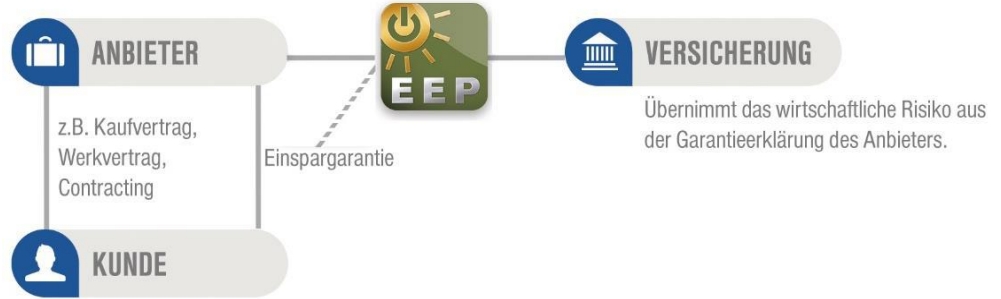 ANBIETER
EEP
VERSICHERUNG
Übernimmt das wirtschaftliche Risiko aus
der Garantieerklärung des Anbieters.
z.B. Kaufvertrag,
Werkvertrag,
Contracting
Einspargarantie
KUNDE